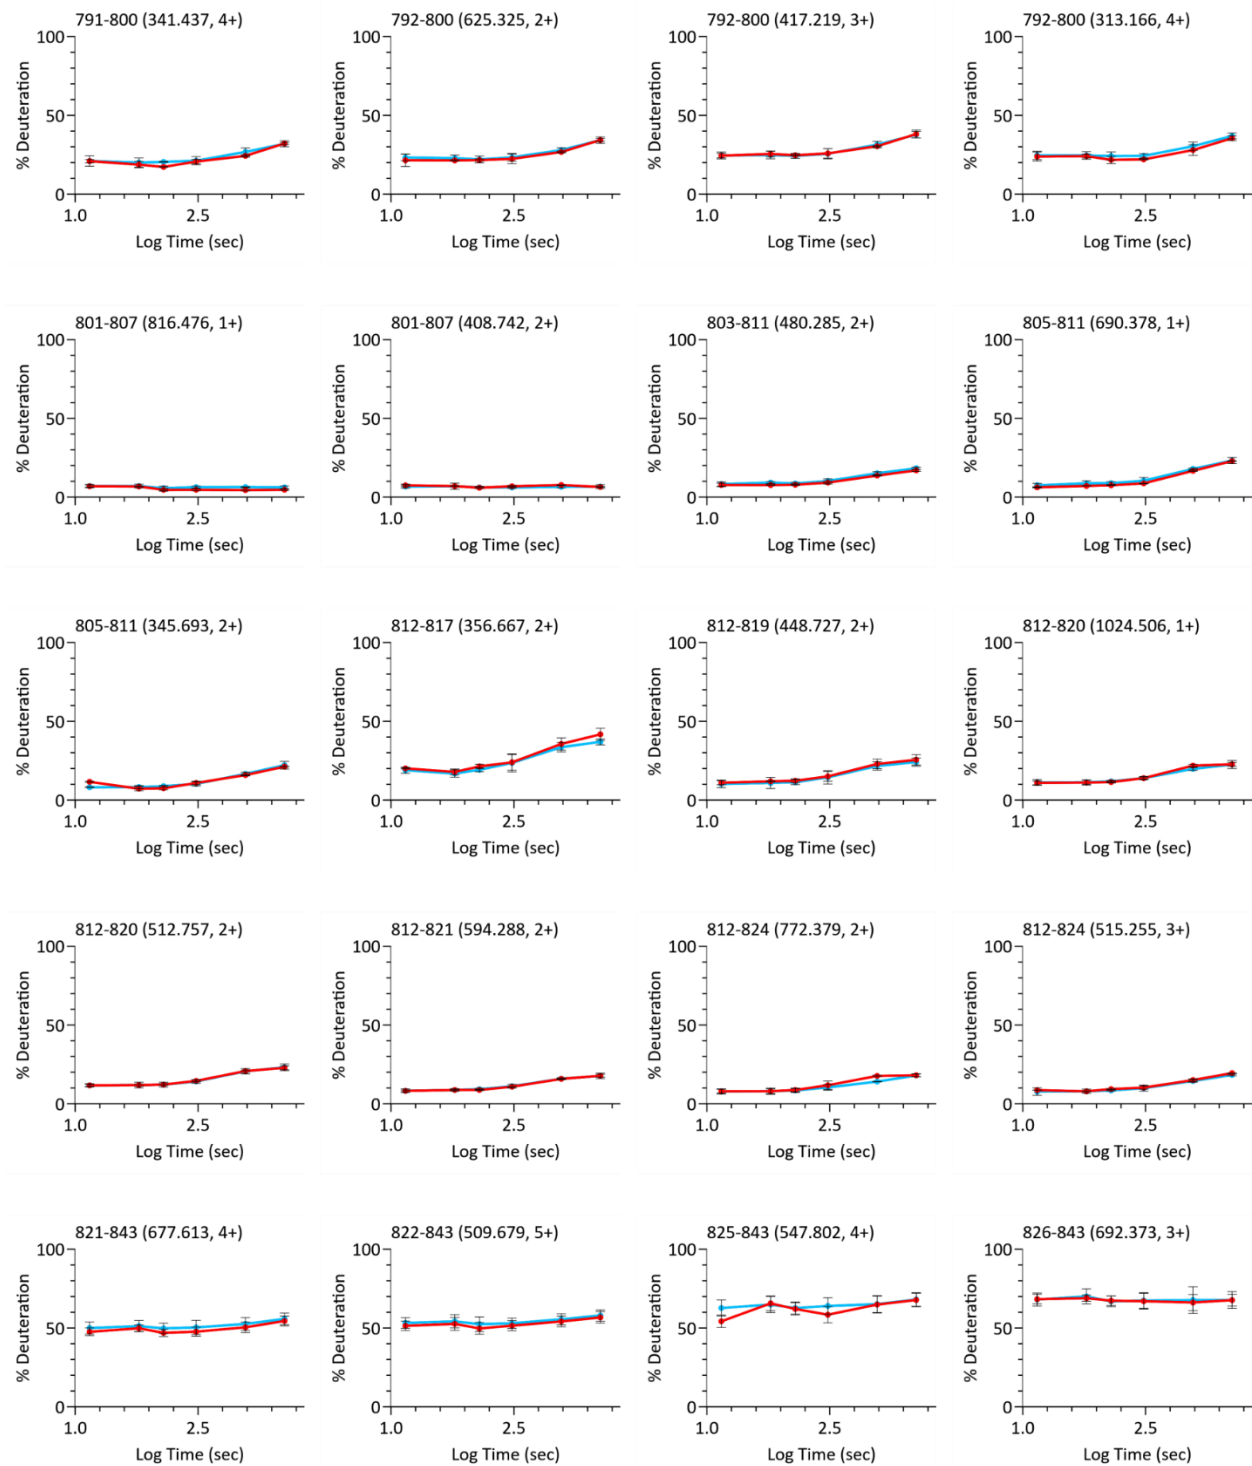 791-800 (341.437, 4+)
% Deuteration
100
50
0
1.0
2.5
Log Time (sec)
792-800 (625.325, 2+)
% Deuteration
100
50
0
1.0
2.5
Log Time (sec)
792-800 (417.219, 3+)
% Deuteration
100
50
0
1.0
2.5
Log Time (sec)
792-800 (313.166, 4+)
% Deuteration
100
50
0
1.0
2.5
Log Time (sec)
801-807 (816.476, 1+)
% Deuteration
100
50
0
1.0
2.5
Log Time (sec)
801-807 (408.742, 2+)
% Deuteration
100
50
0
1.0
2.5
Log Time (sec)
803-811 (480.285, 2+)
% Deuteration
100
50
0
1.0
2.5
Log Time (sec)
805-811 (690.378, 1+)
% Deuteration
100
50
0
1.0
2.5
Log Time (sec)
805-811 (345.693, 2+)
% Deuteration
100
50
0
1.0
2.5
Log Time (sec)
812-817 (356.667, 2+)
% Deuteration
100
50
0
1.0
2.5
Log Time (sec)
812-819 (448.727, 2+)
% Deuteration
100
50
0
1.0
2.5
Log Time (sec)
812-820 (1024.506, 1+)
% Deuteration
100
50
0
1.0
2.5
Log Time (sec)
812-820 (512.757, 2+)
% Deuteration
100
50
0
1.0
2.5
Log Time (sec)
812-821 (594.288, 2+)
% Deuteration
100
50
0
1.0
2.5
Log Time (sec)
812-824 (772.379, 2+)
% Deuteration
100
50
0
1.0
2.5
Log Time (sec)
812-824 (515.255, 3+)
% Deuteration
100
50
0
1.0
2.5
Log Time (sec)
821-843 (677.613, 4+)
% Deuteration
100
50
0
1.0
2.5
Log Time (sec)
822-843 (509.679, 5+)
% Deuteration
100
50
0
1.0
2.5
Log Time (sec)
825-843 (547.802, 4+)
% Deuteration
100
50
0
1.0
2.5
Log Time (sec)
826-843 (692.373, 3+)
% Deuteration
100
50
0
1.0
2.5
Log Time (sec)